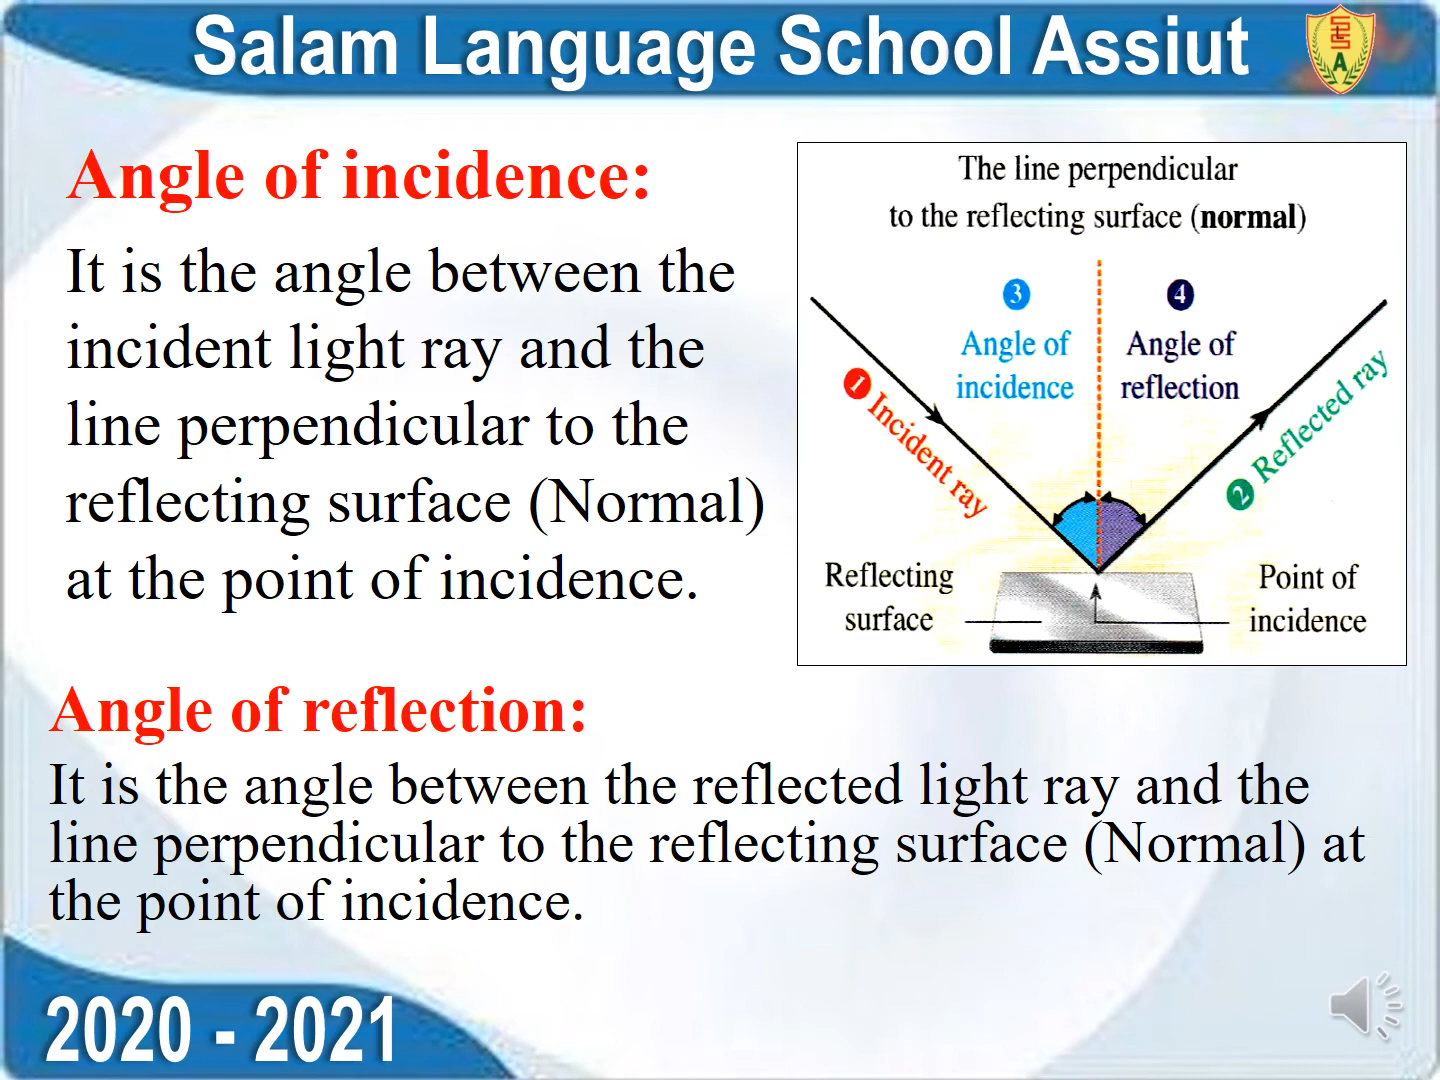 Salam Language School Assiut
Angle of incidence:
It is the angle between the
incident light ray and the
line perpendicular to the
reflecting surface (Normal)
at the point of incidence.
The line perpendicular
to the reflecting surface (normal)
3
Angle of
incidence
4
Angle of
reflection
1 Incident ray
2 Reflected ray
Reflecting
surface
Point of
incidence
Angle of reflection:
It is the angle between the reflected light ray and the
line perpendicular to the reflecting surface (Normal) at
the point of incidence.
2020 - 2021